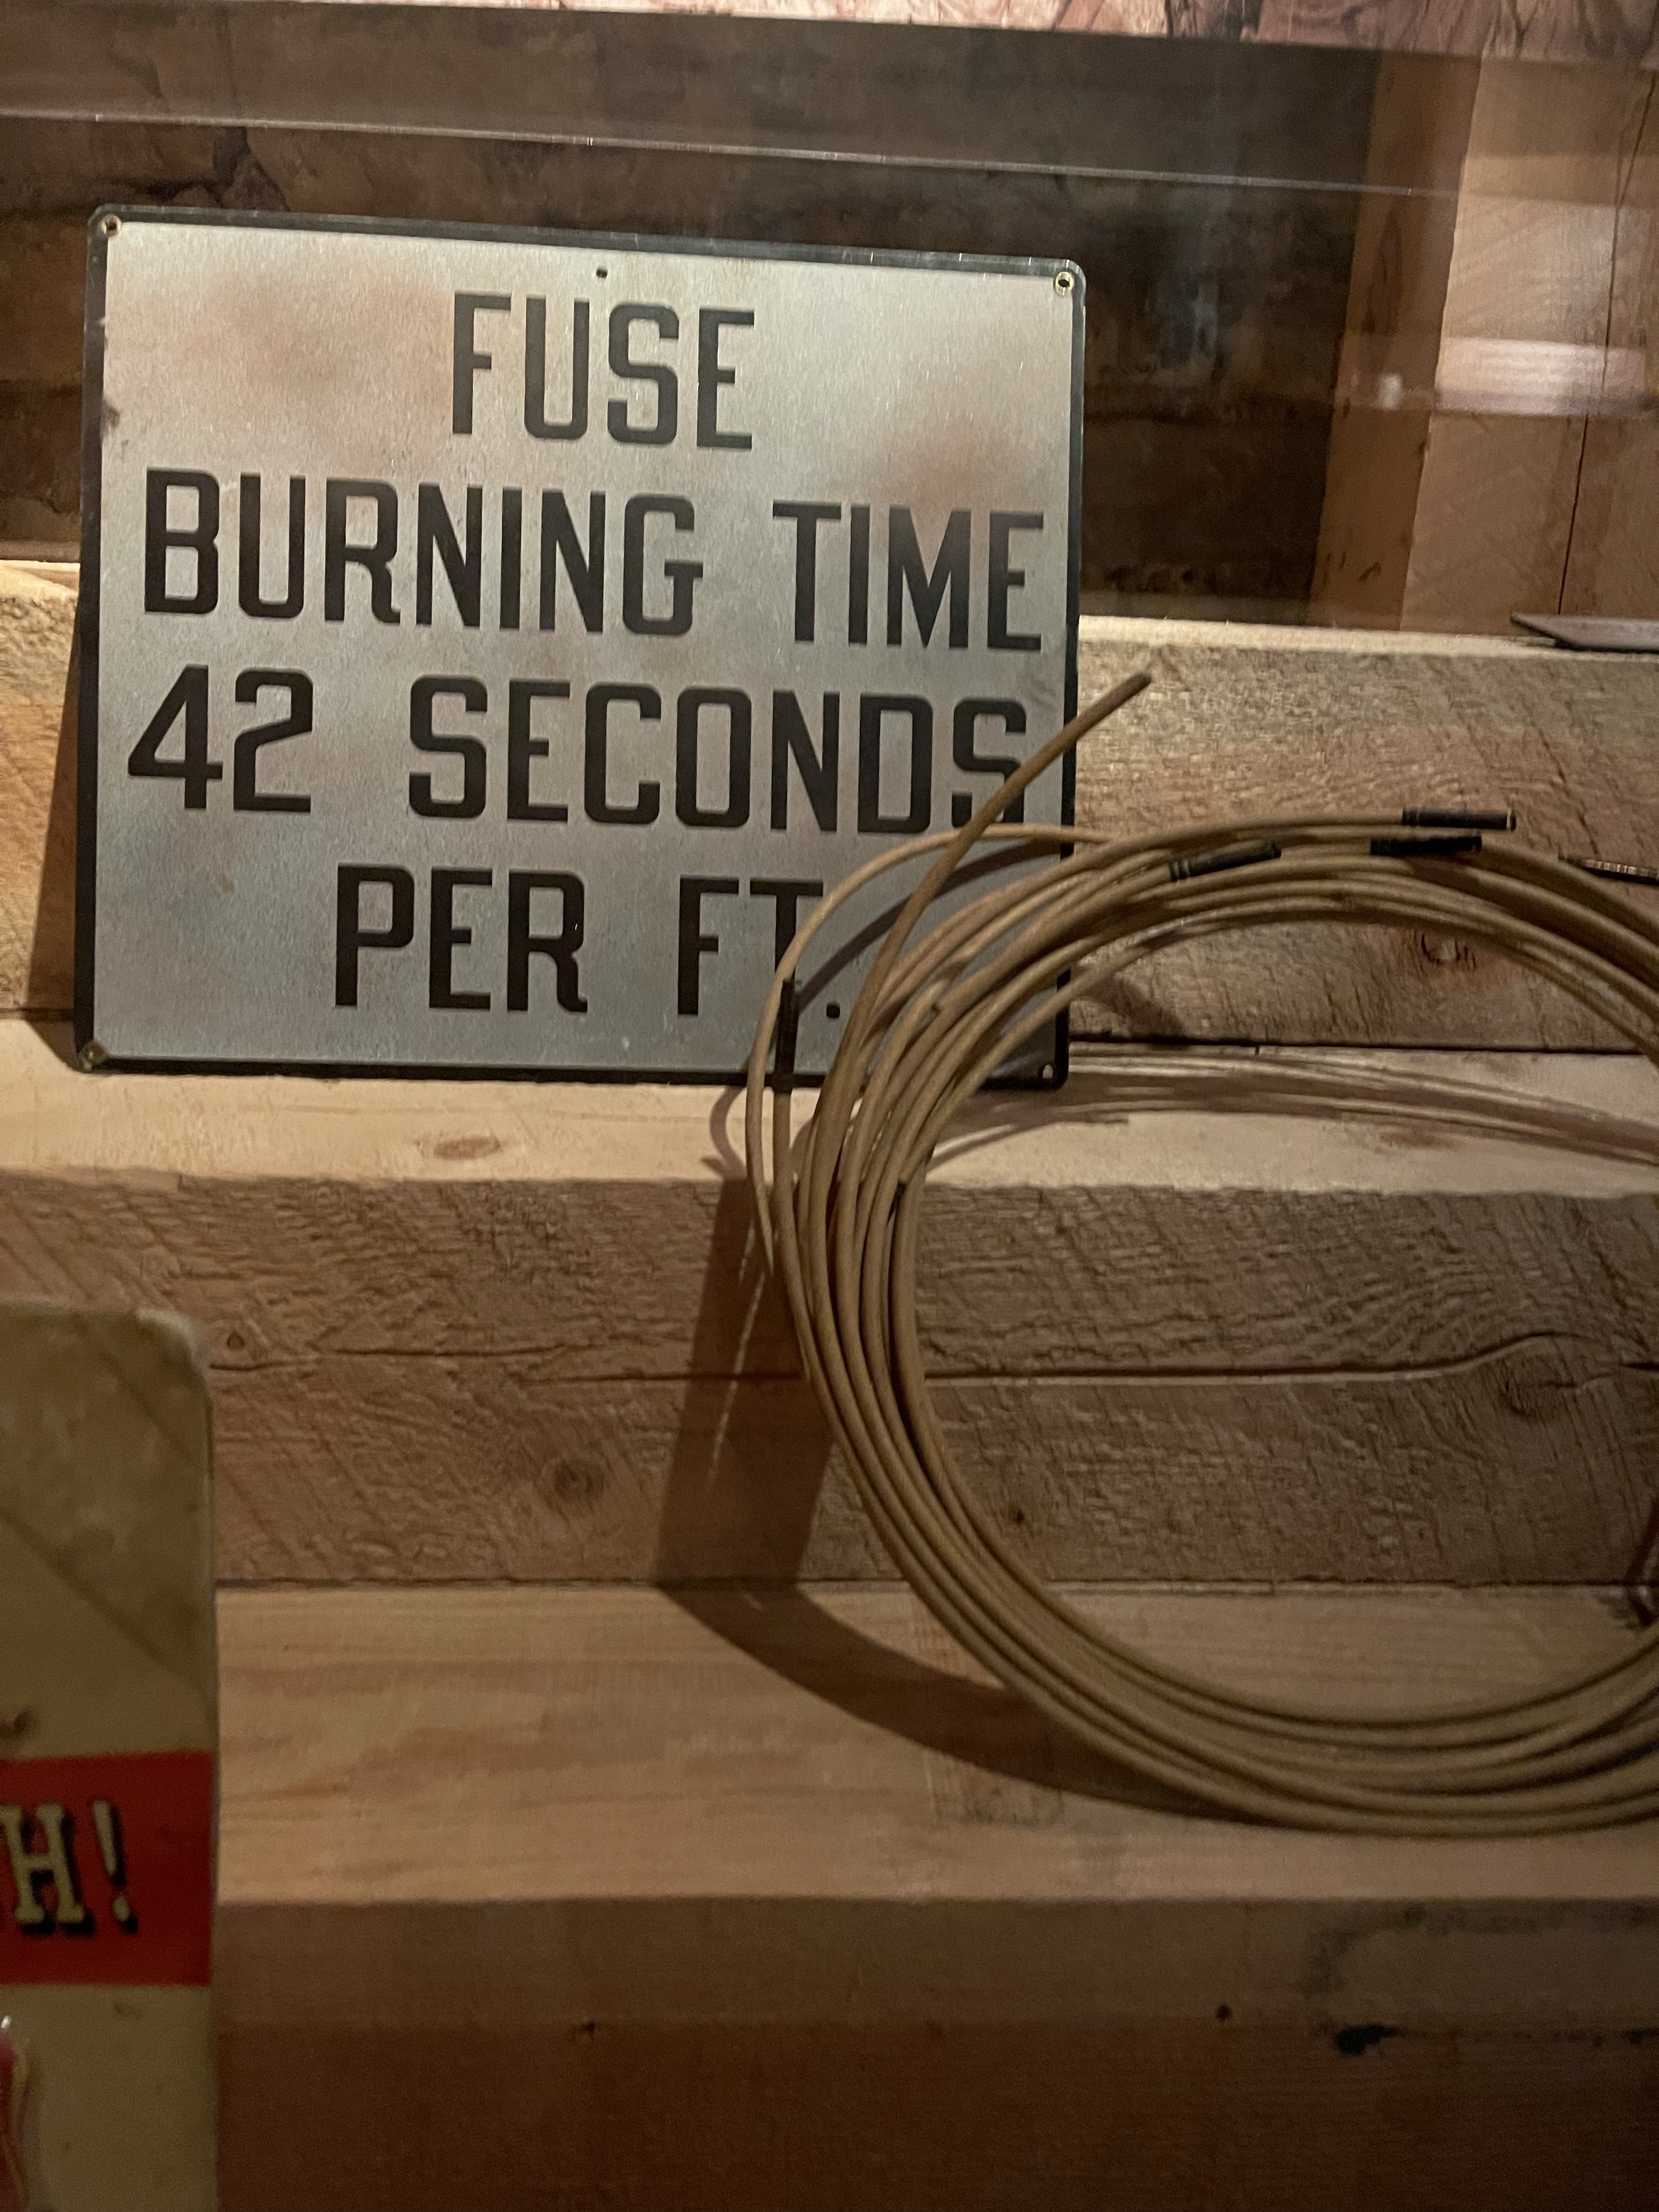 FUSE
BURNING TIME
42 SECONDS
PER FT.
H!